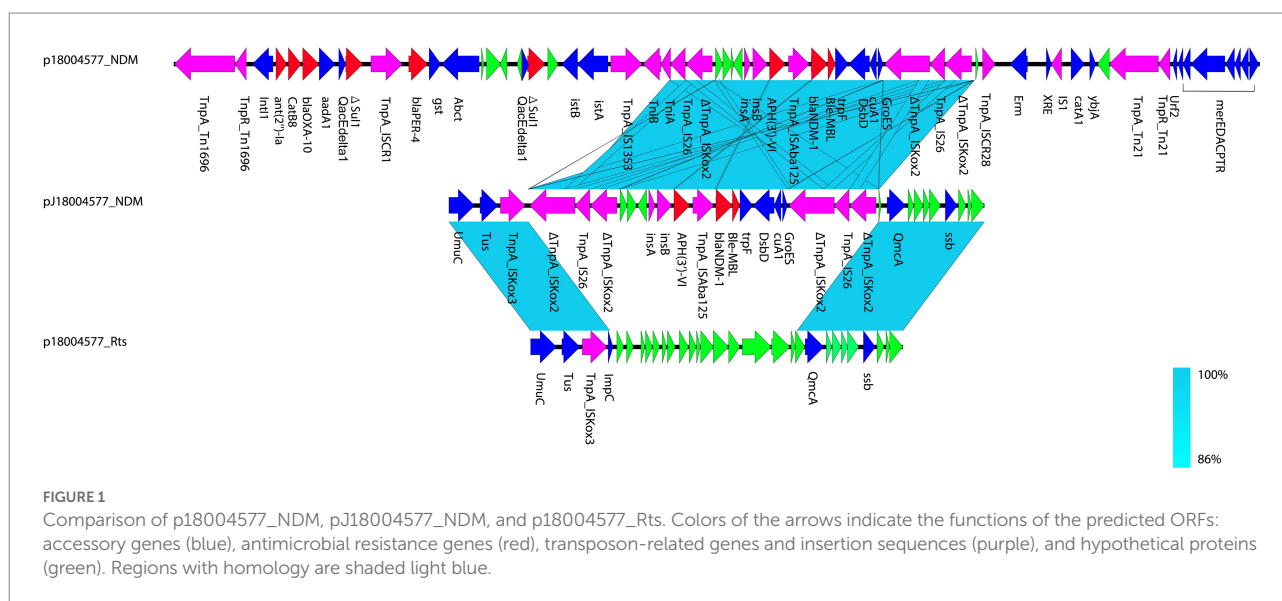 p18004577_NDM
TnpA_Tn1696
TnpR_Tn1696
IntI1
ant(2")-Ia
CatB8
blaOXA-10
aadA1
QacEdelta1
Δ Sul1
TnpA_ISCR1
blaPER-4
gst
Abct
QacEdelta1
Δ Sul1
istB
istA
TnpA_IS1353
TniB
TniA
TnpA_IS26
ΔTnpA_ISKox2
insA
insB
APH(3')-VI
TnpA_ISAba125
blaNDM-1
Ble-MBL
trpF
DsbD
cuA1
GroES
ΔTnpA_ISKox2
TnpA_IS26
ΔTnpA_ISKox2
TnpA_ISCR28
Erm
XRE
IS1
catA1
ybjA
TnpA_Tn21
TnpR_Tn21
Urf2
merEDACPTR
pJ18004577_NDM
UmuC
Tus
TnpA_ISKox3
ΔTnpA_ISKox2
TnpA_IS26
ΔTnpA_ISKox2
insA
insB
APH(3')-VI
TnpA_ISAba125
blaNDM-1
Ble-MBL
trpF
DsbD
cuA1
GroES
ΔTnpA_ISKox2
TnpA_IS26
ΔTnpA_ISKox2
QmcA
ssb
p18004577_Rts
UmuC
Tus
TnpA_ISKox3
ImpC
QmcA
ssb
100%
86%
FIGURE 1
Comparison of p18004577_NDM, pJ18004577_NDM, and p18004577_Rts. Colors of the arrows indicate the functions of the predicted ORFs:
accessory genes (blue), antimicrobial resistance genes (red), transposon-related genes and insertion sequences (purple), and hypothetical proteins
(green). Regions with homology are shaded light blue.